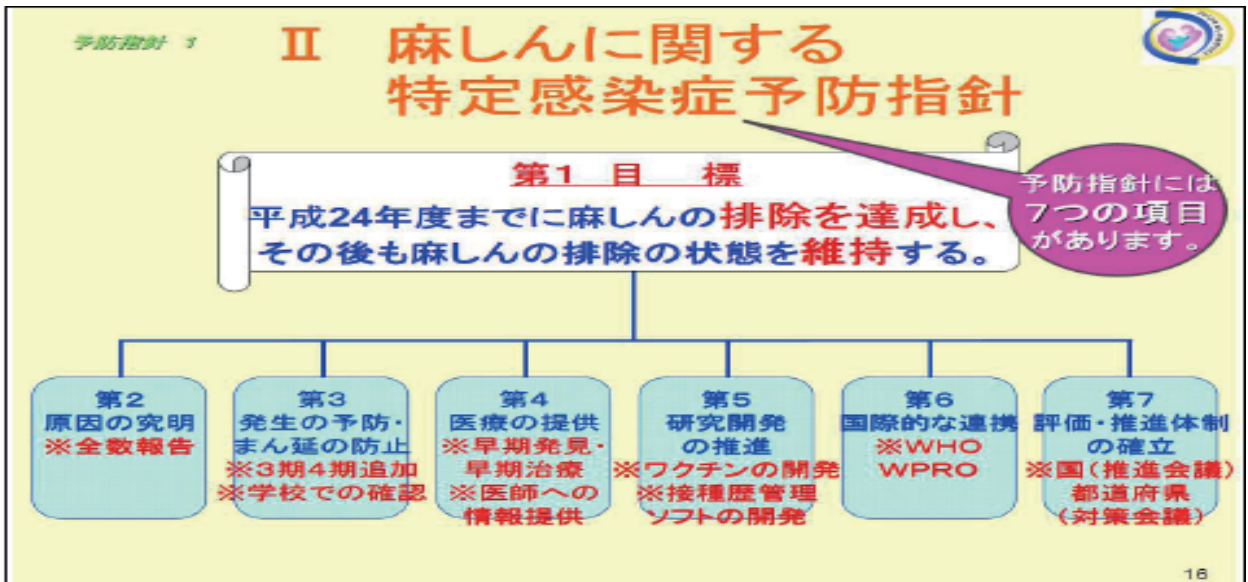 予防指針 1
Ⅱ 麻しんに関する
特定感染症予防指針
第1 目 標
平成24年度までに麻しんの排除を達成し、
その後も麻しんの排除の状態を維持する。
予防指針には
7つの項目
があります。
第2
原因の究明
※全数報告
第3
発生の予防・
まん延の防止
※3期4期追加
※学校での確認
第4
医療の提供
※早期発見・
早期治療
※医師への
情報提供
第5
研究開発
の推進
※ワクチンの開発
※接種歴管理
ソフトの開発
第6
国際的な連携
※WHO
WPRO
第7
評価・推進体制
の確立
※国(推進会議)
都道府県
(対策会議)
16